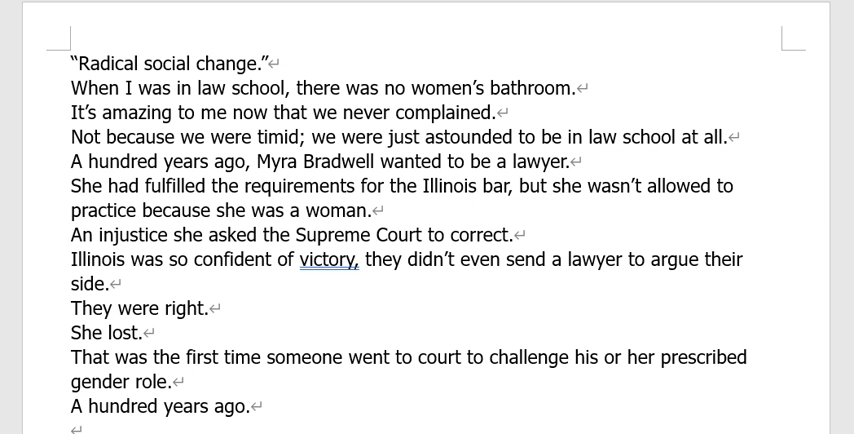 “Radical social change.”
When I was in law school, there was no women’s bathroom.
It’s amazing to me now that we never complained.
Not because we were timid; we were just astounded to be in law school at all.
A hundred years ago, Myra Bradwell wanted to be a lawyer.
She had fulfilled the requirements for the Illinois bar, but she wasn’t allowed to
practice because she was a woman.
An injustice she asked the Supreme Court to correct.
Illinois was so confident of victory, they didn’t even send a lawyer to argue their
side.
They were right.
She lost.
That was the first time someone went to court to challenge his or her prescribed
gender role.
A hundred years ago.